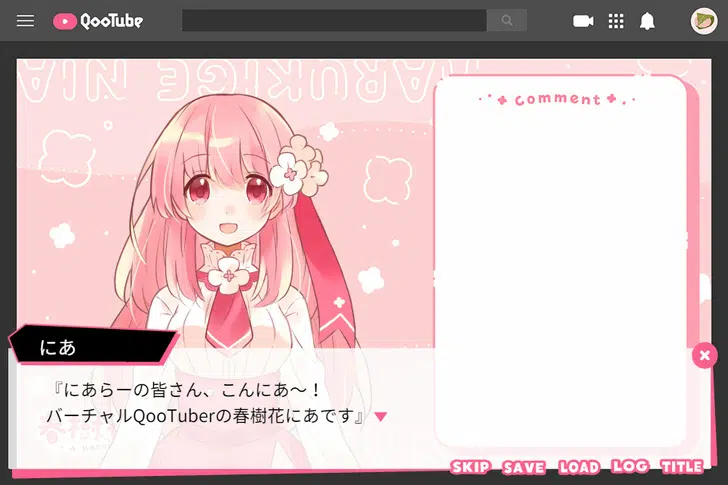 QooTube
HARUKIGE NIA
Comment
にあ
『にあらーの皆さん、こんにあ~!
バーチャルQooTuberの春樹花にあです』
SKIP SAVE LOAD LOG TITLE